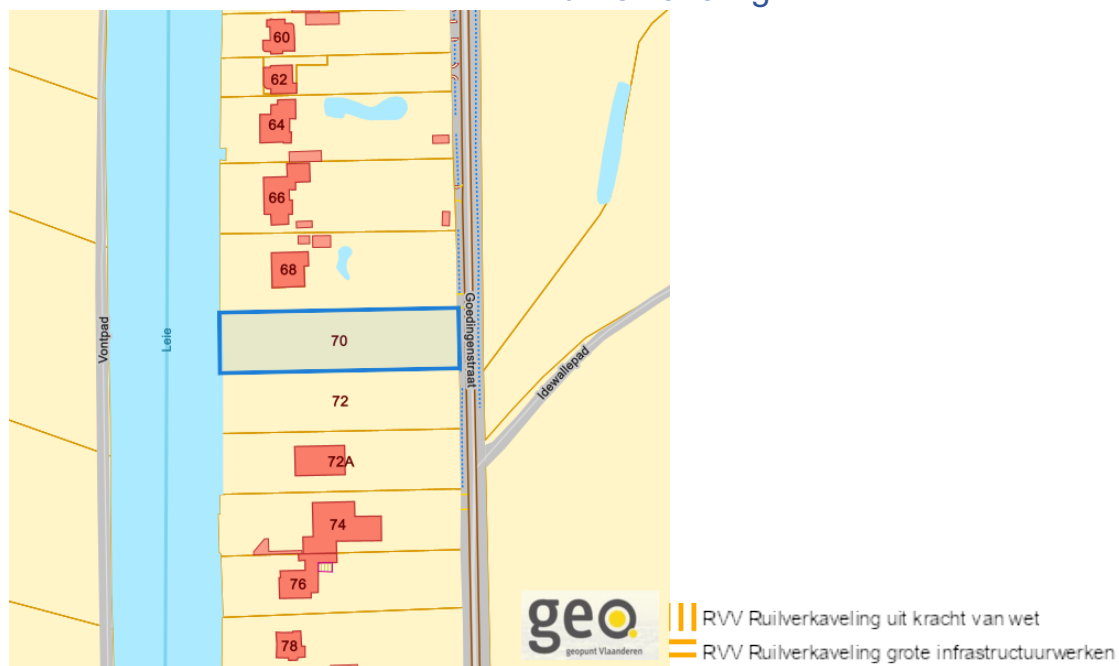 60
62
64
66
68
Goedingenstraat
Vontpad
Leie
70
Idewallepad
72
72A
74
76
78
geo
geopunt Vlaanderen
RVV Ruilverkaveling uit kracht van wet
RVV Ruilverkaveling grote infrastructuurwerken